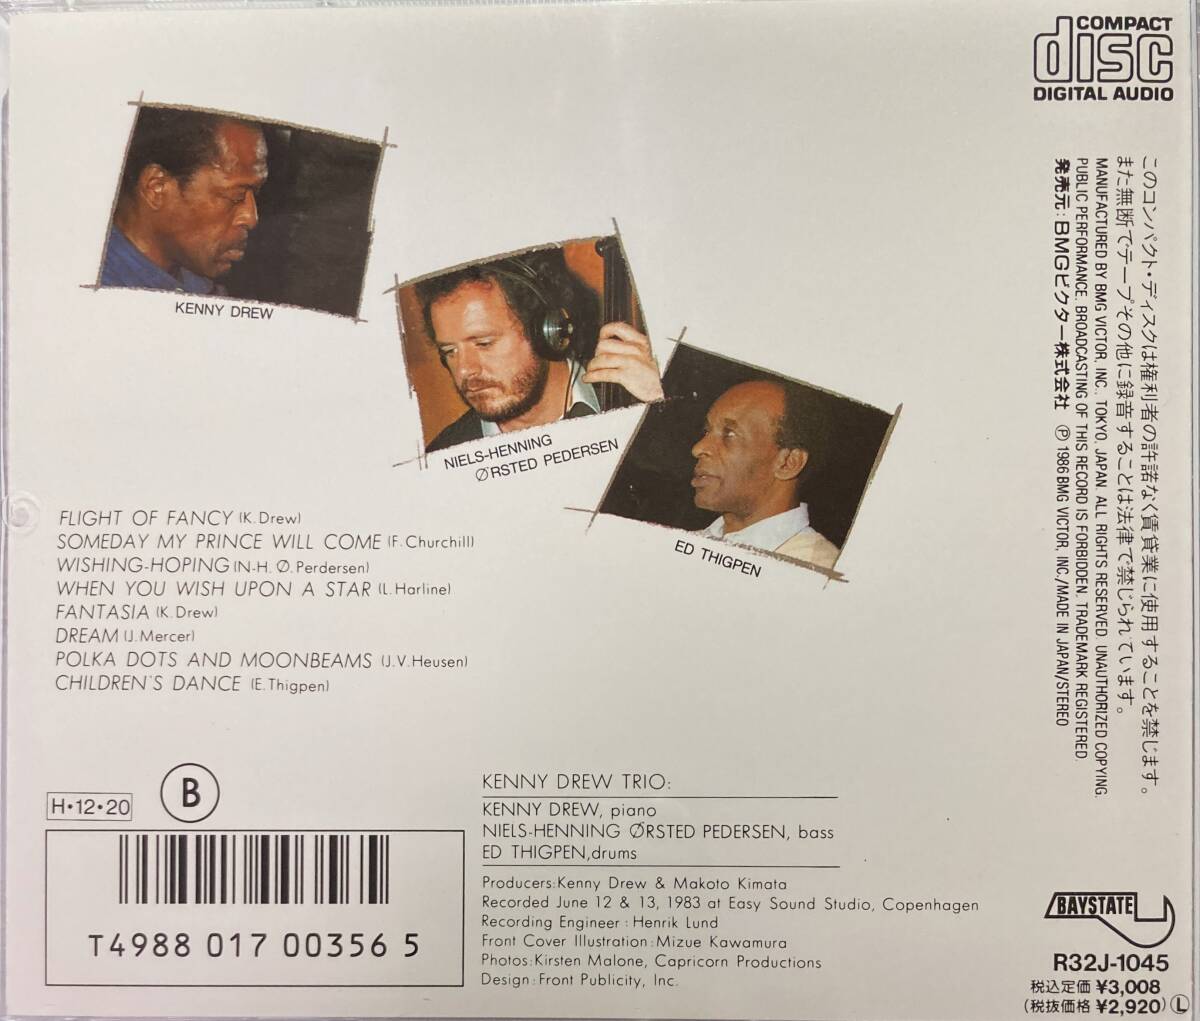 COMPACT
disc
DIGITAL AUDIO
KENNY DREW
NIELS-HENNING
ØRSTED PEDERSEN
ED THIGPEN
FLIGHT OF FANCY (K. Drew)
SOMEDAY MY PRINCE WILL COME (F. Churchill)
WISHING-HOPING (N-H. Ø. Perdersen)
WHEN YOU WISH UPON A STAR (L. Harline)
FANTASIA (K. Drew)
DREAM (J. Mercer)
POLKA DOTS AND MOONBEAMS (J.V. Heusen)
CHILDREN'S DANCE (E. Thigpen)
H•12•20
B
T4988 017 00356 5
KENNY DREW TRIO:
KENNY DREW, piano
NIELS-HENNING ØRSTED PEDERSEN, bass
ED THIGPEN,drums
Producers:Kenny Drew & Makoto Kimata
Recorded June 12 & 13, 1983 at Easy Sound Studio, Copenhagen
Recording Engineer : Henrik Lund
Front Cover Illustration : Mizue Kawamura
Photos : Kirsten Malone, Capricorn Productions
Design : Front Publicity, Inc.
このコンパクト・ディスクは権利者の許諾なく賃貸業に使用することを禁じます。
また無断でテープその他に録音することは法律で禁じられています。
MANUFACTURED BY BMG VICTOR, INC., TOKYO, JAPAN. ALL RIGHTS RESERVED. UNAUTHORIZED COPYING,
PUBLIC PERFORMANCE, BROADCASTING OF THIS RECORD IS FORBIDDEN. TRADEMARK REGISTERED.
発売元：BMGビクター株式会社 ℗ 1986 BMG VICTOR, INC./MADE IN JAPAN/STEREO
BAYSTATE
R32J-1045
税込定価 ¥3,008
(税抜価格 ¥2,920) Ⓛ